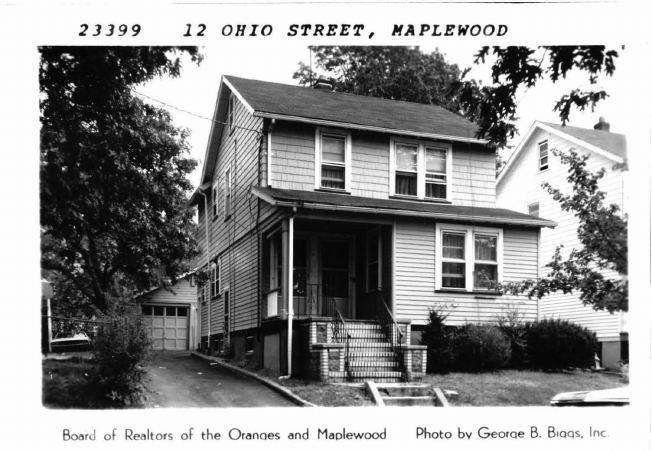 23399 12 OHIO STREET, MAPLEWOOD
Board of Realtors of the Oranges and Maplewood Photo by George B. Biggs, Inc.